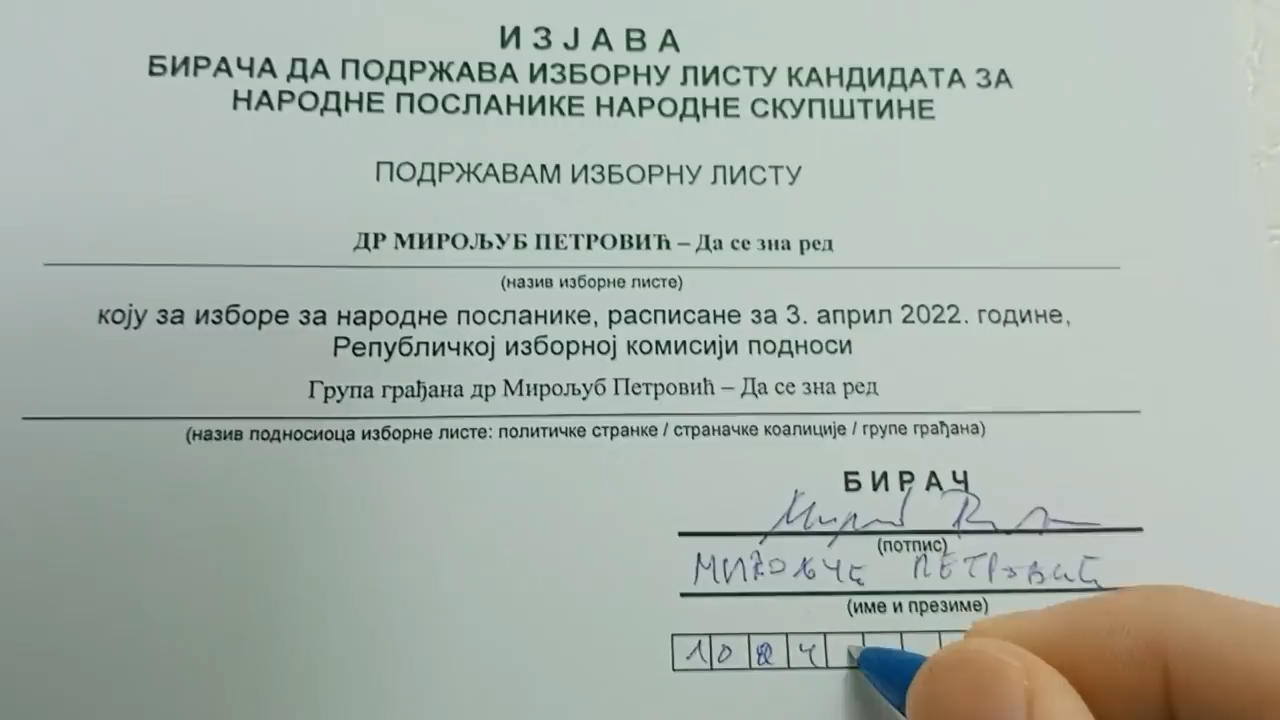 ИЗЈАВА
БИРАЧА ДА ПОДРЖАВА ИЗБОРНУ ЛИСТУ КАНДИДАТА ЗА
НАРОДНЕ ПОСЛАНИКЕ НАРОДНЕ СКУПШТИНЕ
ПОДРЖАВАМ ИЗБОРНУ ЛИСТУ
ДР МИРОЉУБ ПЕТРОВИЋ – Да се зна ред
(назив изборне листе)
коју за изборе за народне посланике, расписане за 3. април 2022. године,
Републичкој изборној комисији подноси
Група грађана др Мирољуб Петровић – Да се зна ред
(назив подносиоца изборне листе: политичке странке / страначке коалиције / групе грађана)
БИРАЧ
(потпис)
ПЕТРОВИЋ
(име и презиме)